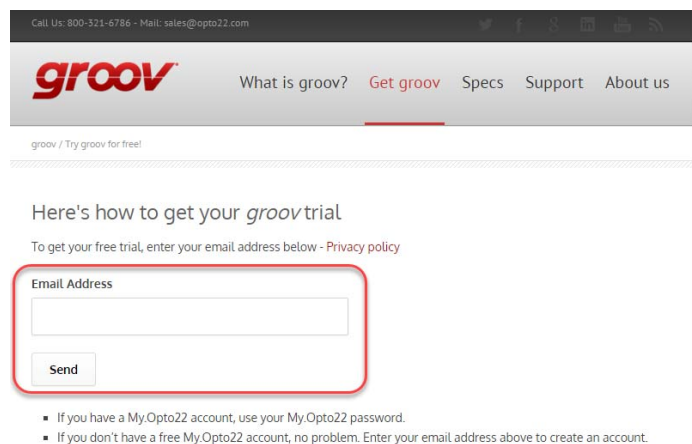 Call Us: 800-321-6786 - Mail: sales@opto22.com
groov
What is groov? Get groov Specs Support About us
groov / Try groov for free!
Here's how to get your groov trial
To get your free trial, enter your email address below - Privacy policy
Email Address
Send
▪ If you have a My.Opto22 account, use your My.Opto22 password.
▪ If you don't have a free My.Opto22 account, no problem. Enter your email address above to create an account.